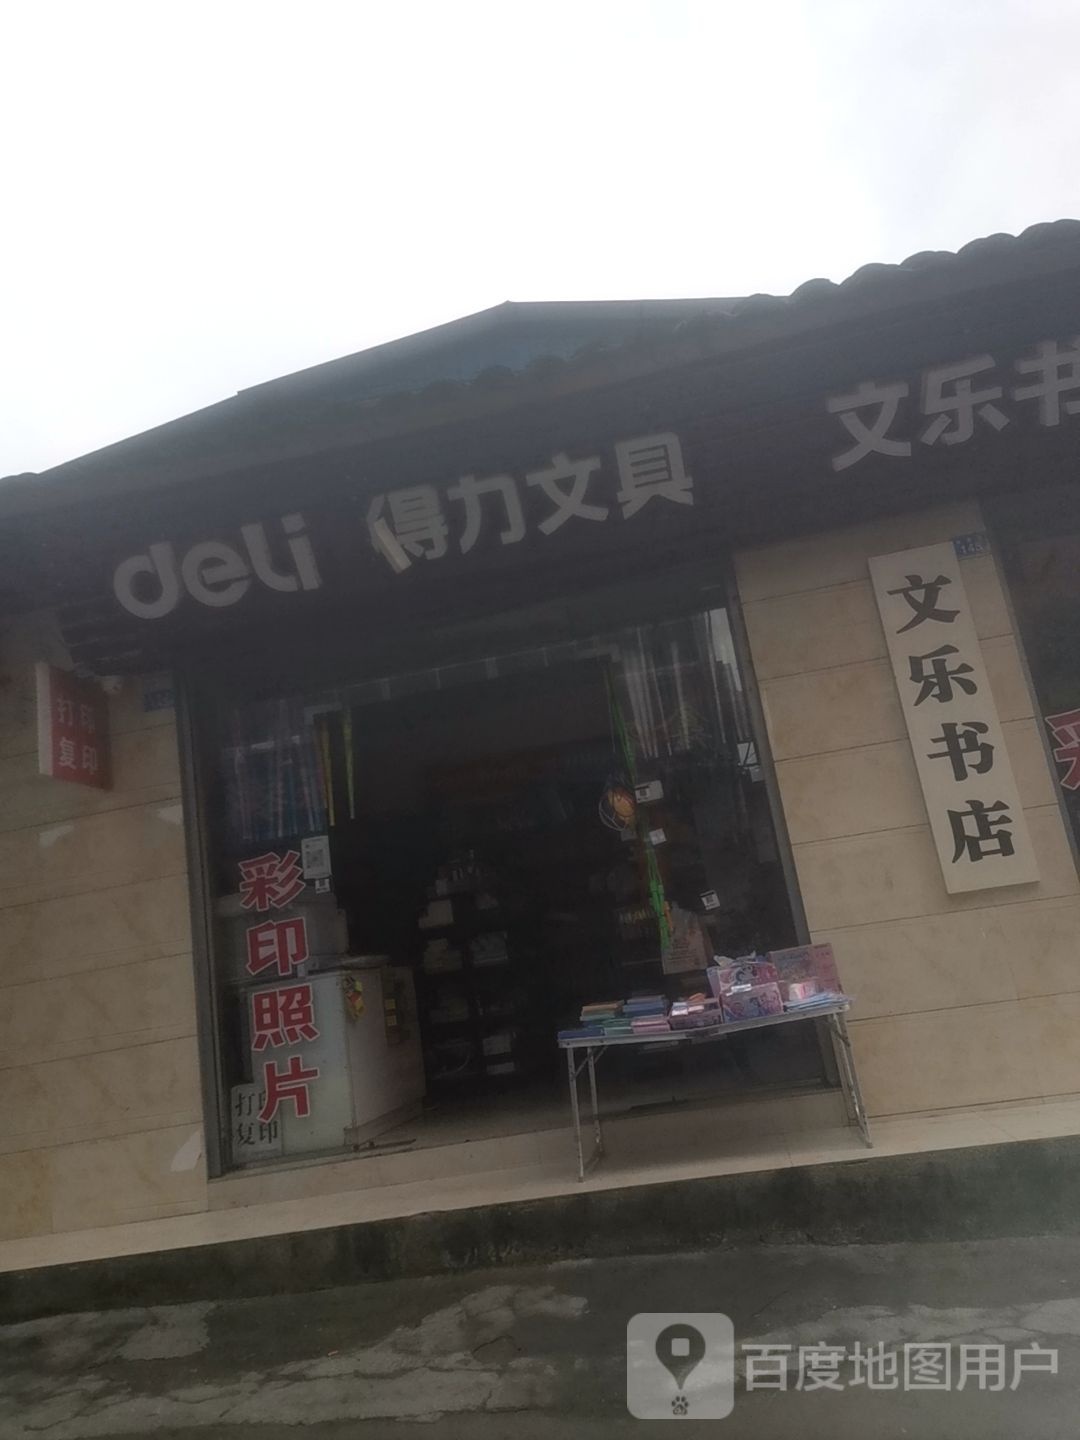 deli 得力文具
文乐书
文乐书店
打印
复印
彩印照片
打印
复印
彩
百度地图用户